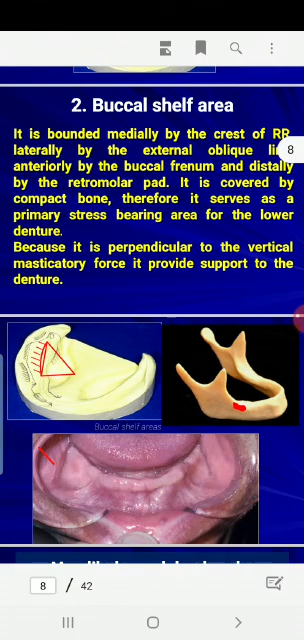 2. Buccal shelf area
It is bounded medially by the crest of RR
laterally by the external oblique
8
anteriorly by the buccal frenum and distally
by the retromolar pad. It is covered by
compact bone, therefore it serves as a
primary stress bearing area for the lower
denture.
Because it is perpendicular to the vertical
masticatory force it provide support to the
denture.
Buccal shelf areas
8 / 42